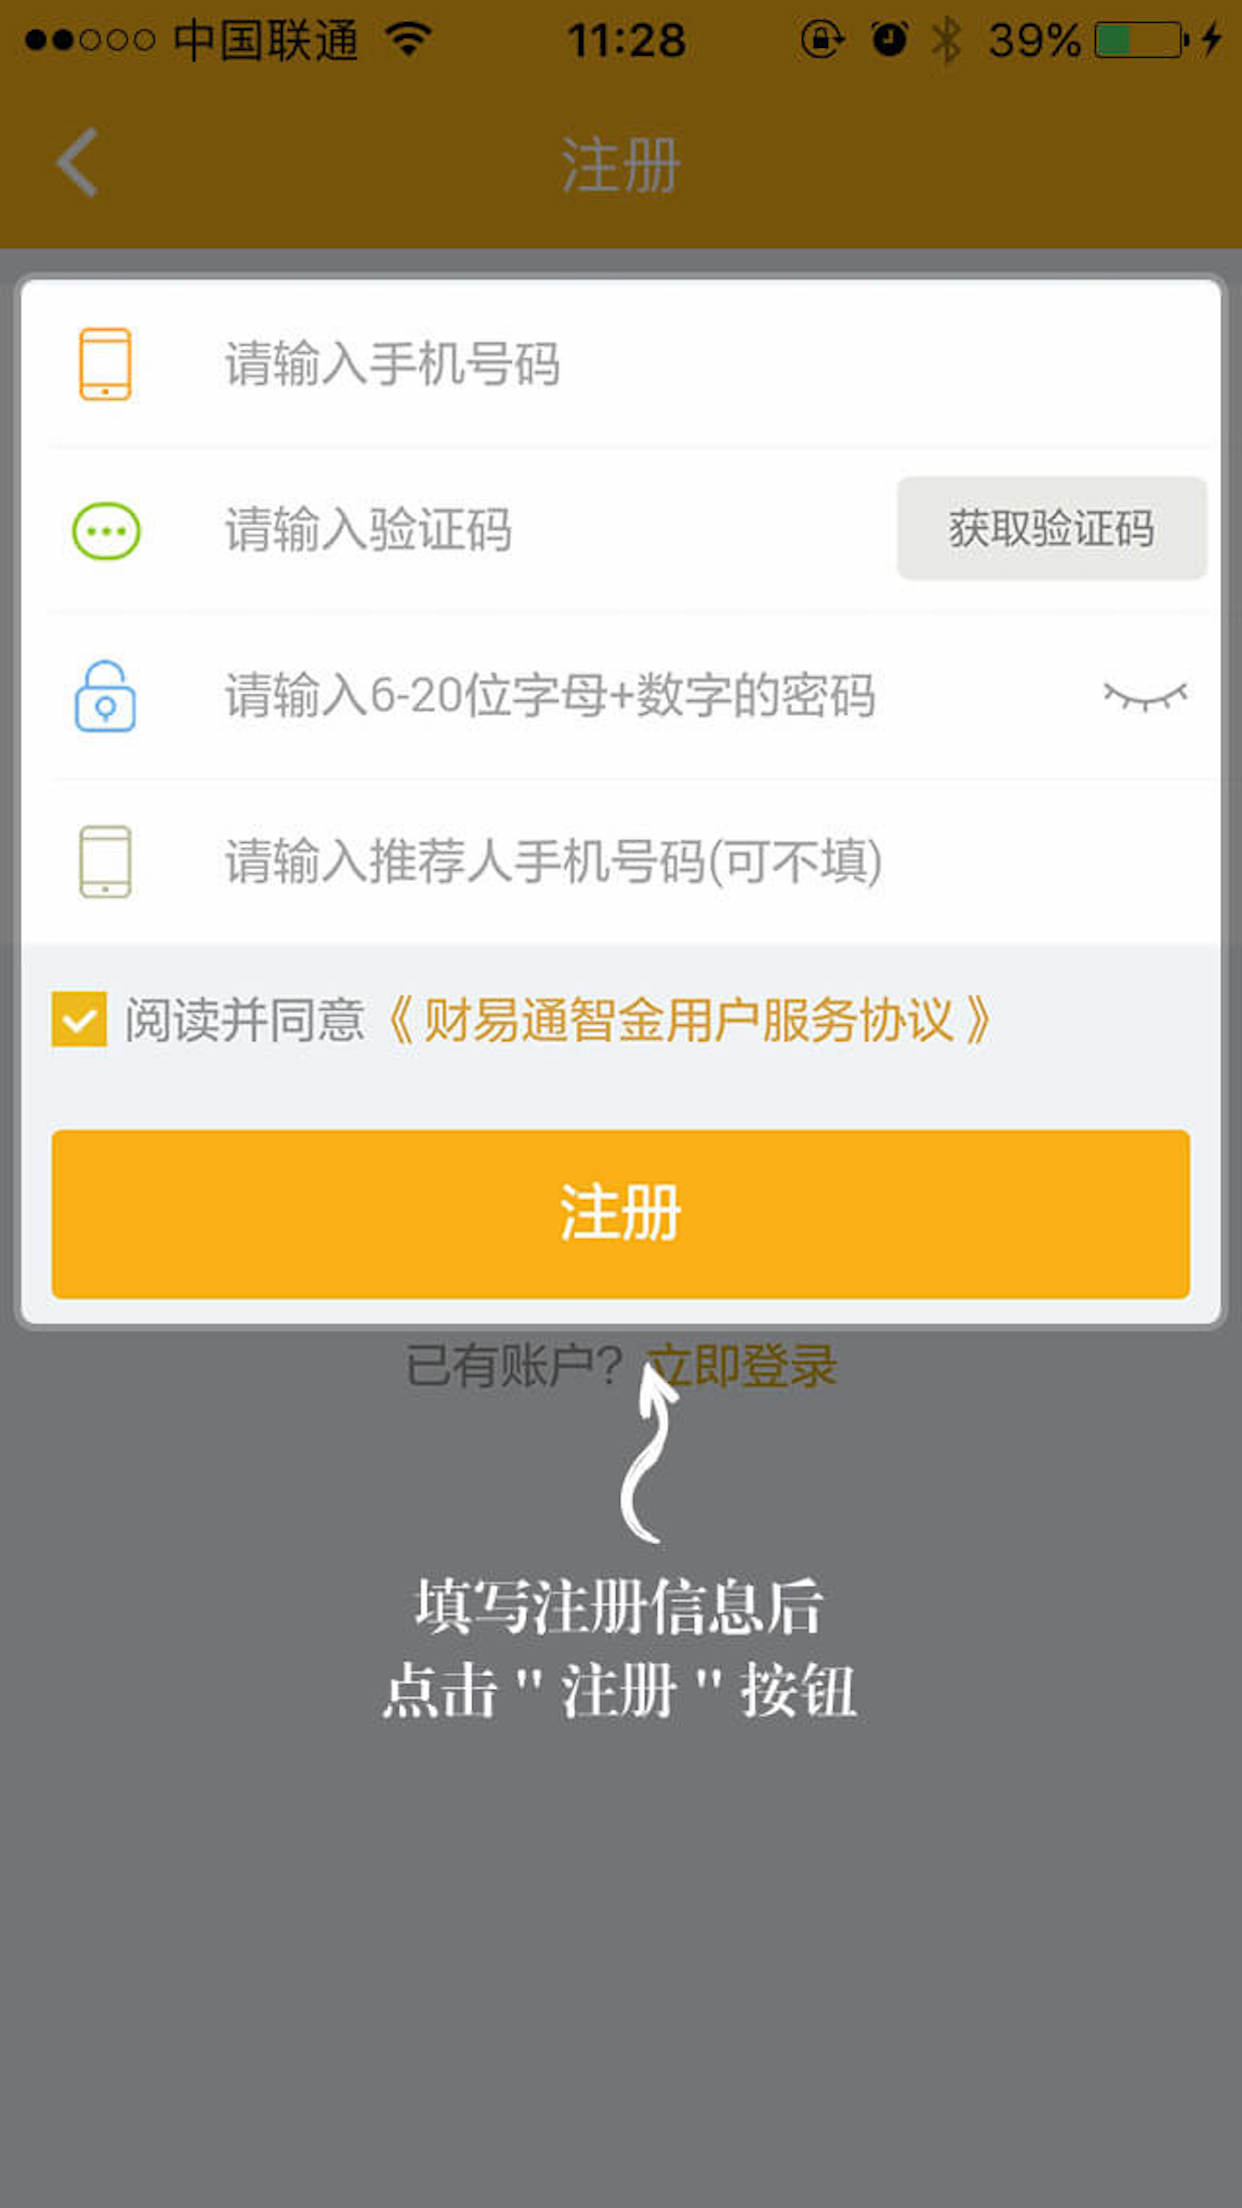 中国联通 11:28 39%
注册
请输入手机号码
请输入验证码 获取验证码
请输入6-20位字母+数字的密码
请输入推荐人手机号码(可不填)
阅读并同意《财易通智金用户服务协议》
注册
已有账户? 立即登录
填写注册信息后
点击"注册"按钮